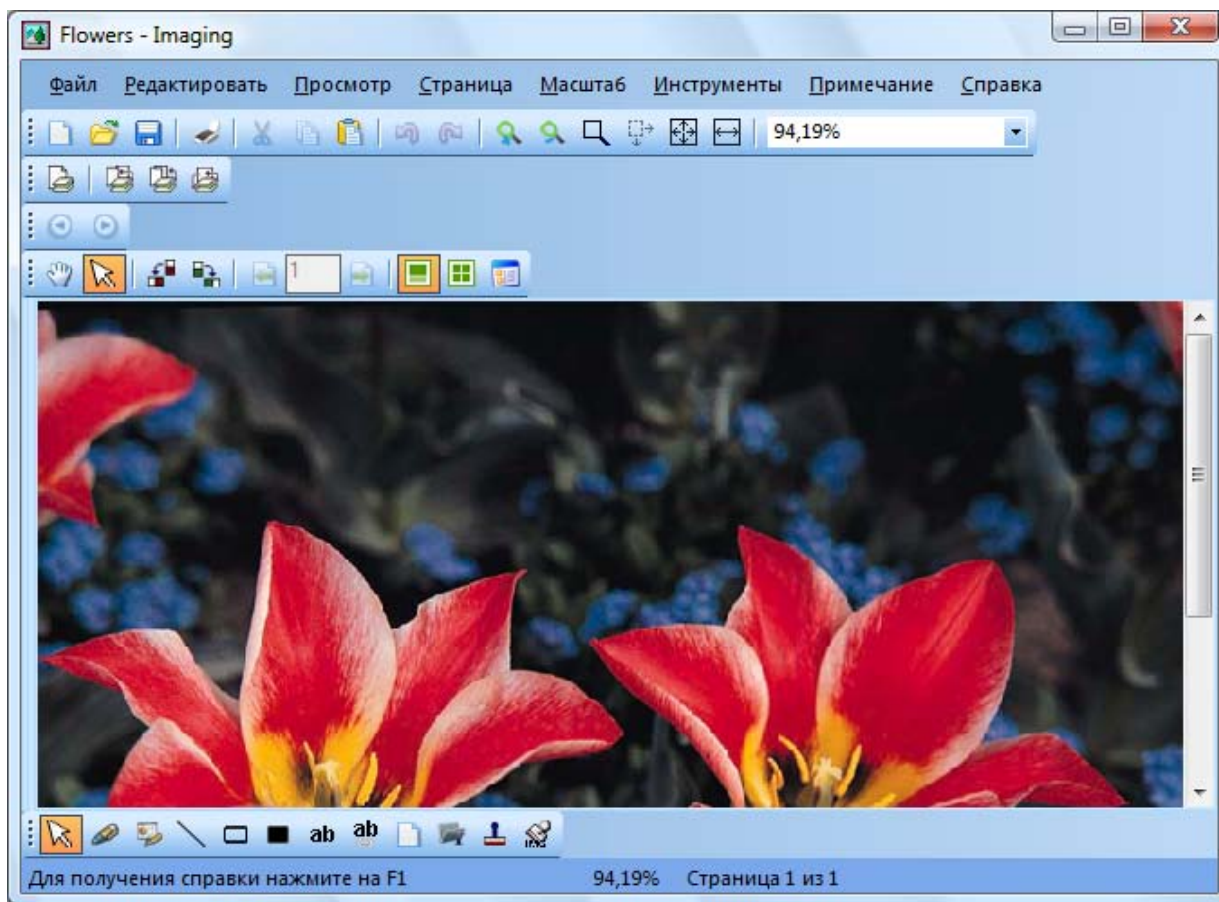 Flowers - Imaging
Файл Редактировать Просмотр Страница Масштаб Инструменты Примечание Справка
94,19%
1
ab ab
Для получения справки нажмите на F1 94,19% Страница 1 из 1